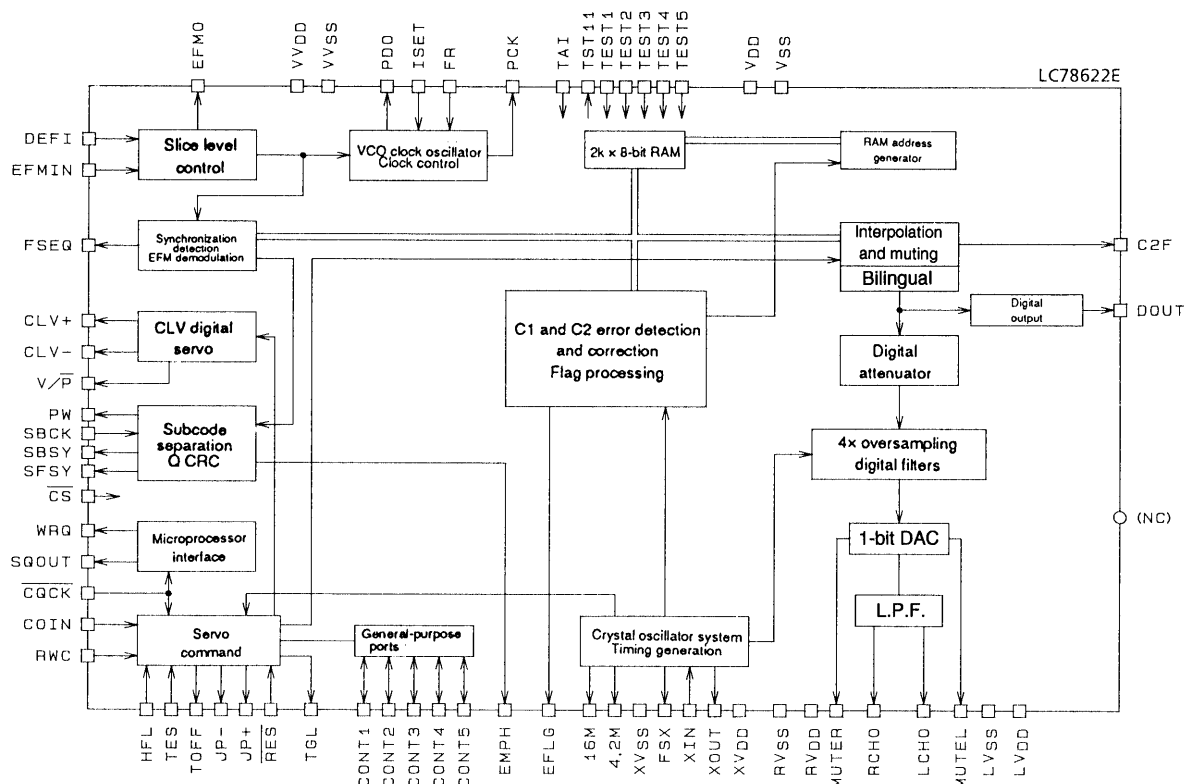 EFMO
VVDD
VVSS
PDO
ISET
FR
PCK
TAI
TST11
TEST1
TEST2
TEST3
TEST4
TEST5
VDD
VSS
LC78622E
DEFI
EFMIN
FSEQ
CLV+
CLV-
V/P̅
PW
SBCK
SBSY
SFSY
C̅S̅
WRQ
SQOUT
C̅Q̅C̅K̅
COIN
RWC
Slice level
control
VCO clock oscillator
Clock control
2k × 8-bit RAM
RAM address
generator
Synchronization
detection
EFM demodulation
Interpolation
and muting
Bilingual
C2F
Digital
output
DOUT
CLV digital
servo
C1 and C2 error detection
and correction
Flag processing
Digital
attenuator
Subcode
separation
Q CRC
4× oversampling
digital filters
(NC)
Microprocessor
interface
1-bit DAC
L.P.F.
Servo
command
General-purpose
ports
Crystal oscillator system
Timing generation
HFL
TES
TOFF
JP-
JP+
R̅E̅S̅
TGL
CONT1
CONT2
CONT3
CONT4
CONT5
EMPH
EFLG
16M
4,2M
XVSS
FSX
XIN
XOUT
XVDD
RVSS
RVDD
MUTER
RCHO
LCHO
MUTEL
LVSS
LVDD